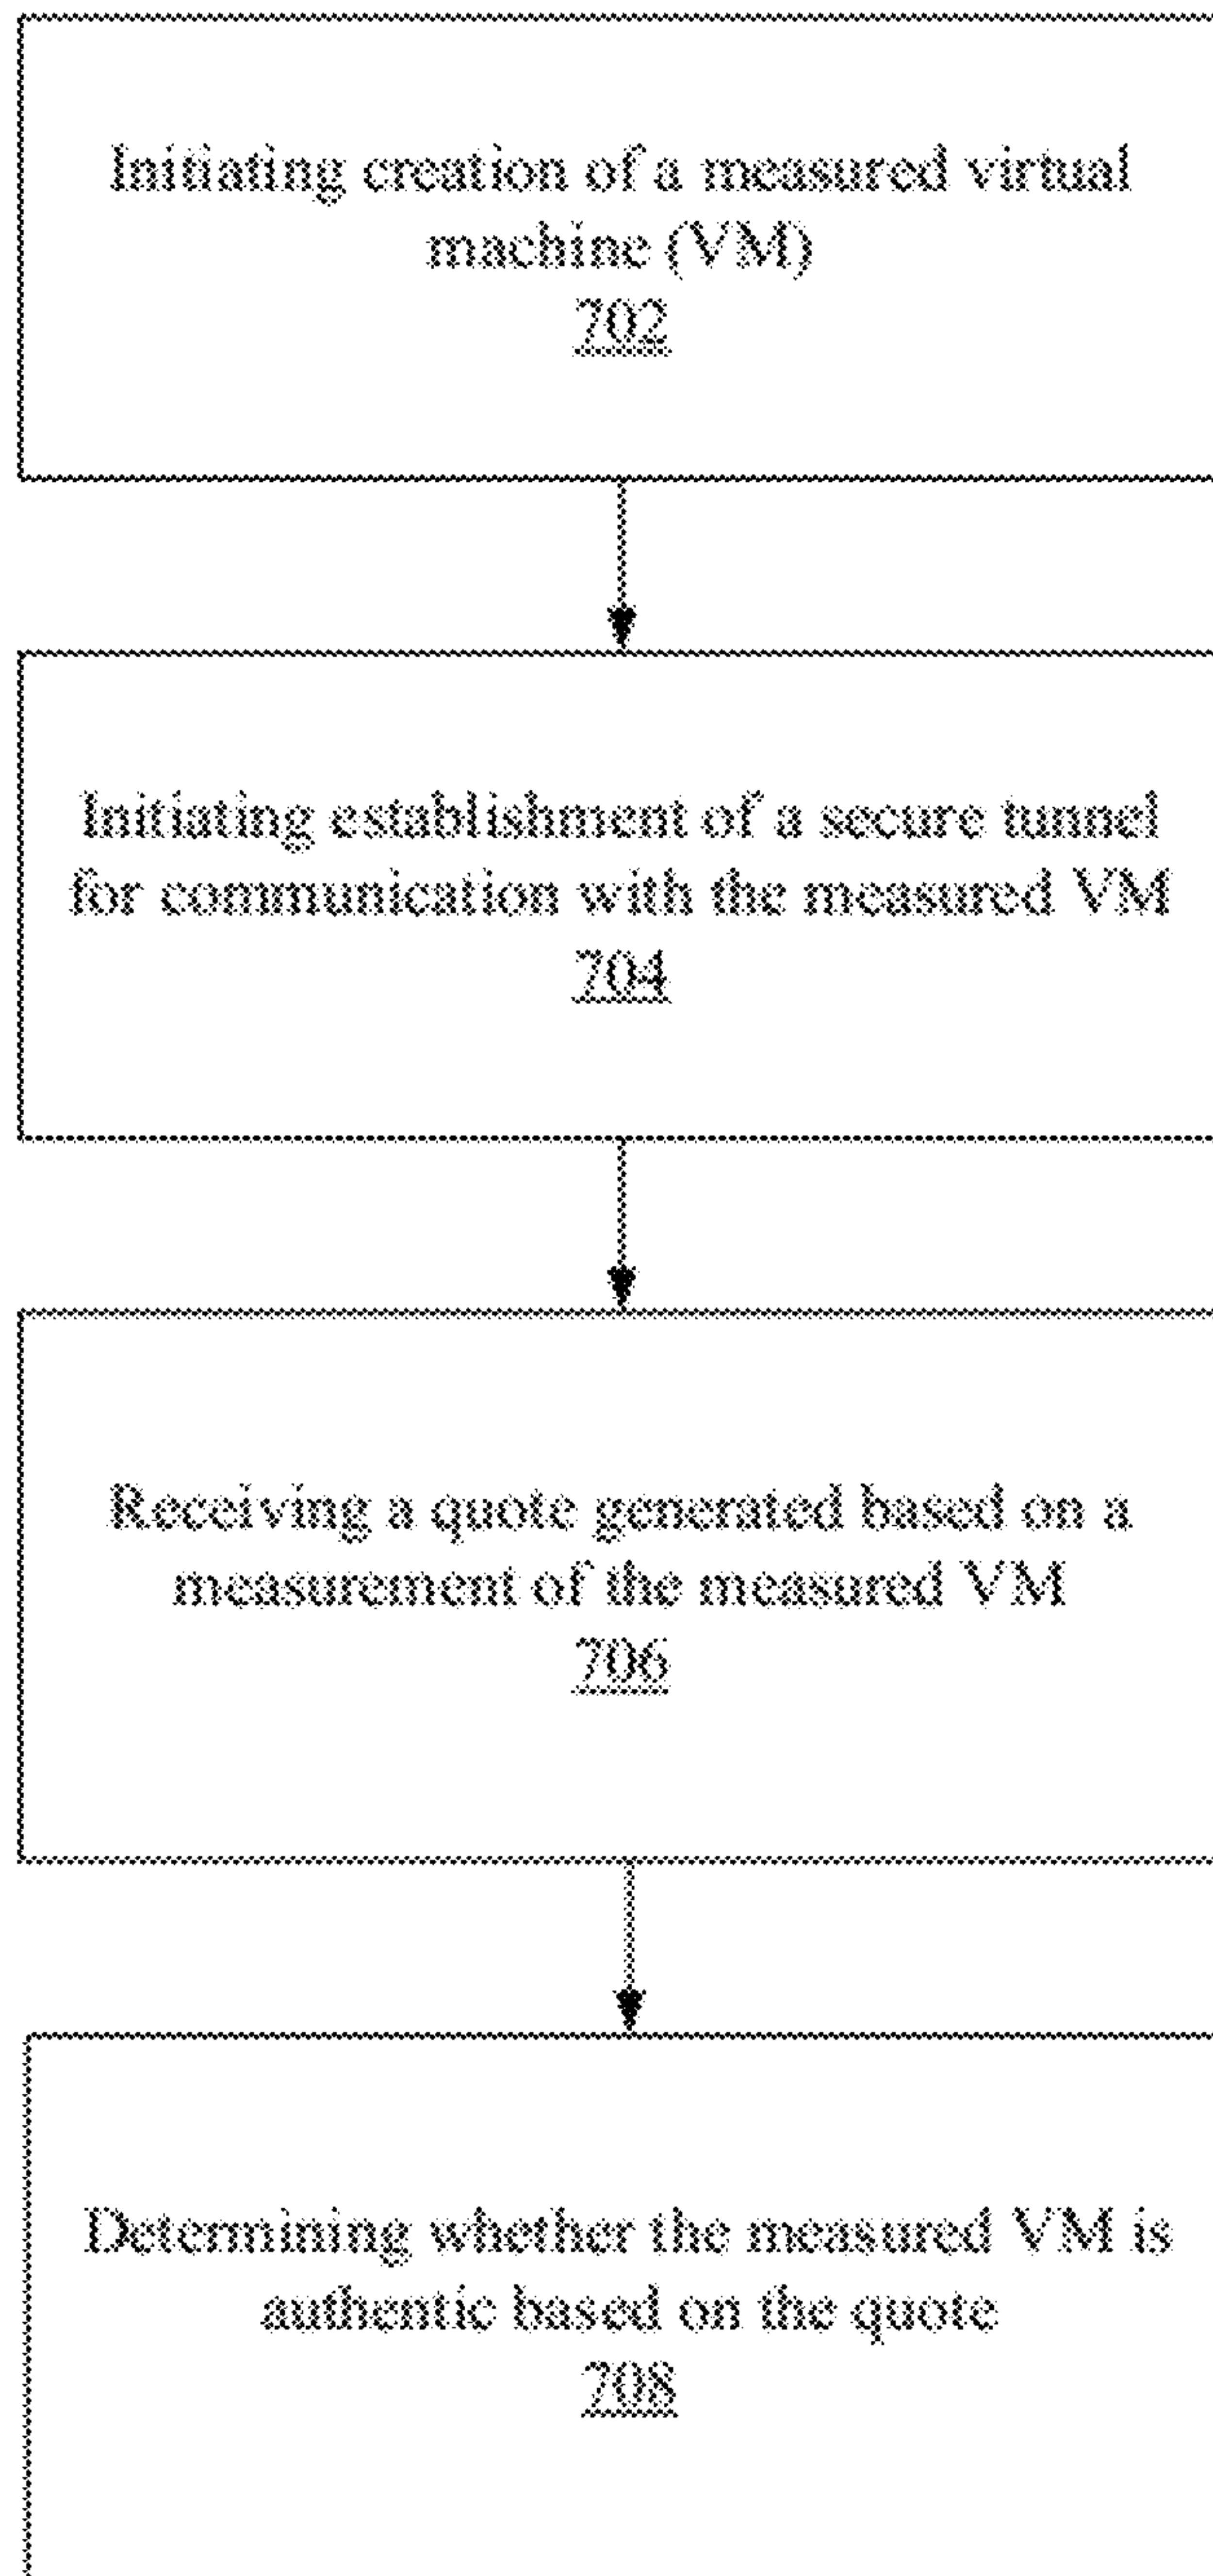 Initiating creation of a measured virtual
machine (VM)
702
Initiating establishment of a secure tunnel
for communication with the measured VM
704
Receiving a quote generated based on a
measurement of the measured VM
706
Determining whether the measured VM is
authentic based on the quote
708